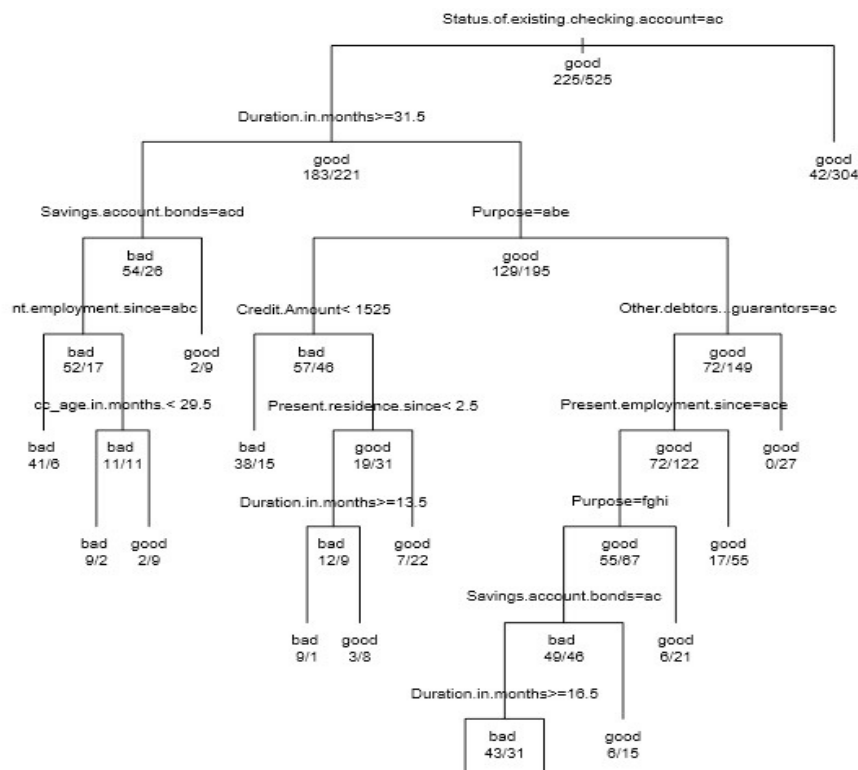 Status.of.existing.checking.account=ac
good
225/525
Duration.in.months>=31.5
good
183/221
good
42/304
Savings.account.bonds=acd
Purpose=abe
bad
54/26
good
129/195
nt.employment.since=abc
Credit.Amount< 1525
Other.debtors...guarantors=ac
bad
52/17
good
2/9
bad
57/46
good
72/149
cc_age.in.months.< 29.5
Present.residence.since< 2.5
Present.employment.since=ace
bad
41/6
bad
11/11
bad
38/15
good
19/31
good
72/122
good
0/27
Duration.in.months>=13.5
Purpose=fghi
bad
9/2
good
2/9
bad
12/9
good
7/22
good
55/67
good
17/55
Savings.account.bonds=ac
bad
9/1
good
3/8
bad
49/46
good
6/21
Duration.in.months>=16.5
bad
43/31
good
6/15